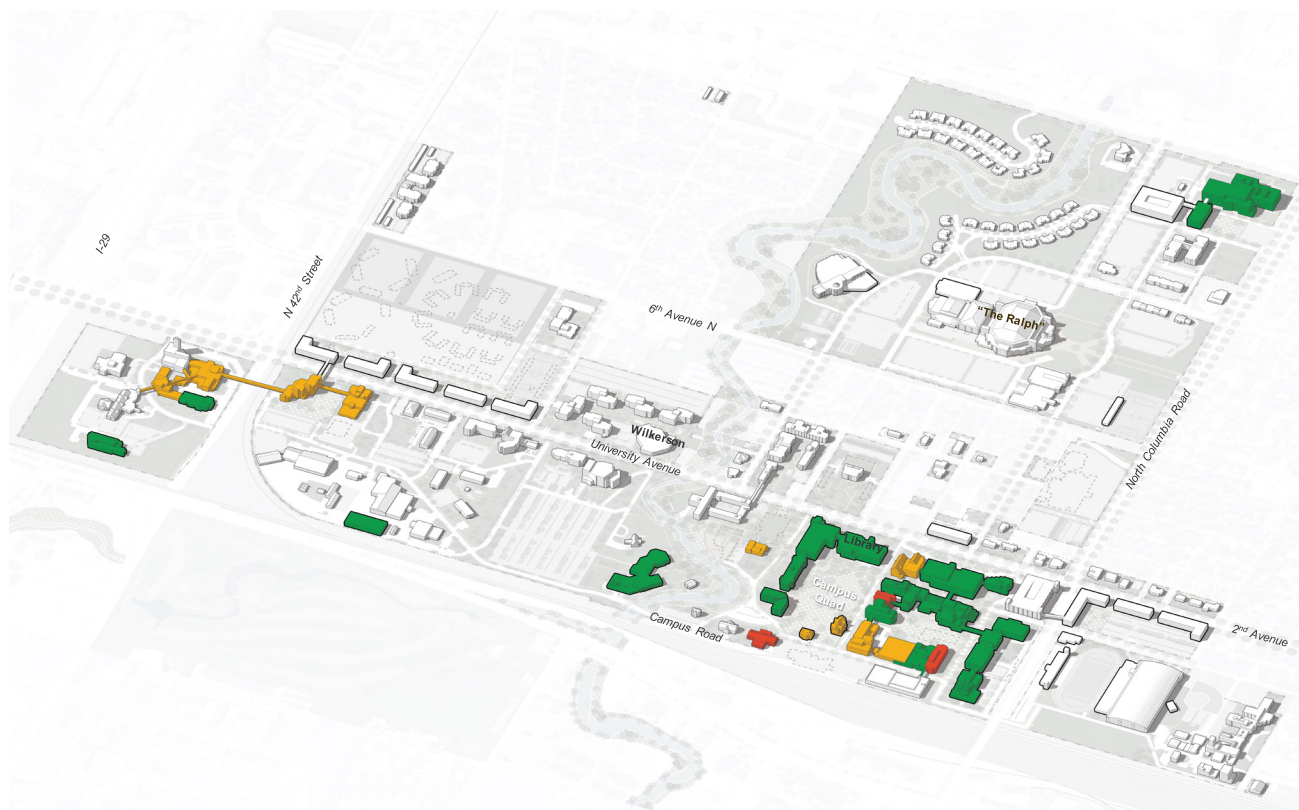 I-29
N 42nd Street
6th Avenue N
"The Ralph"
North Columbia Road
Wilkerson
University Avenue
Library
Campus
Quad
Campus Road
2nd Avenue